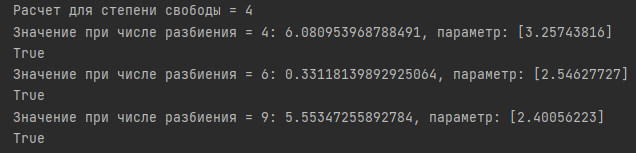 Расчет для степени свободы = 4
Значение при числе разбиения = 4: 6.080953968788491, параметр: [3.25743816]
True
Значение при числе разбиения = 6: 0.33118139892925064, параметр: [2.54627727]
True
Значение при числе разбиения = 9: 5.55347255892784, параметр: [2.40056223]
True